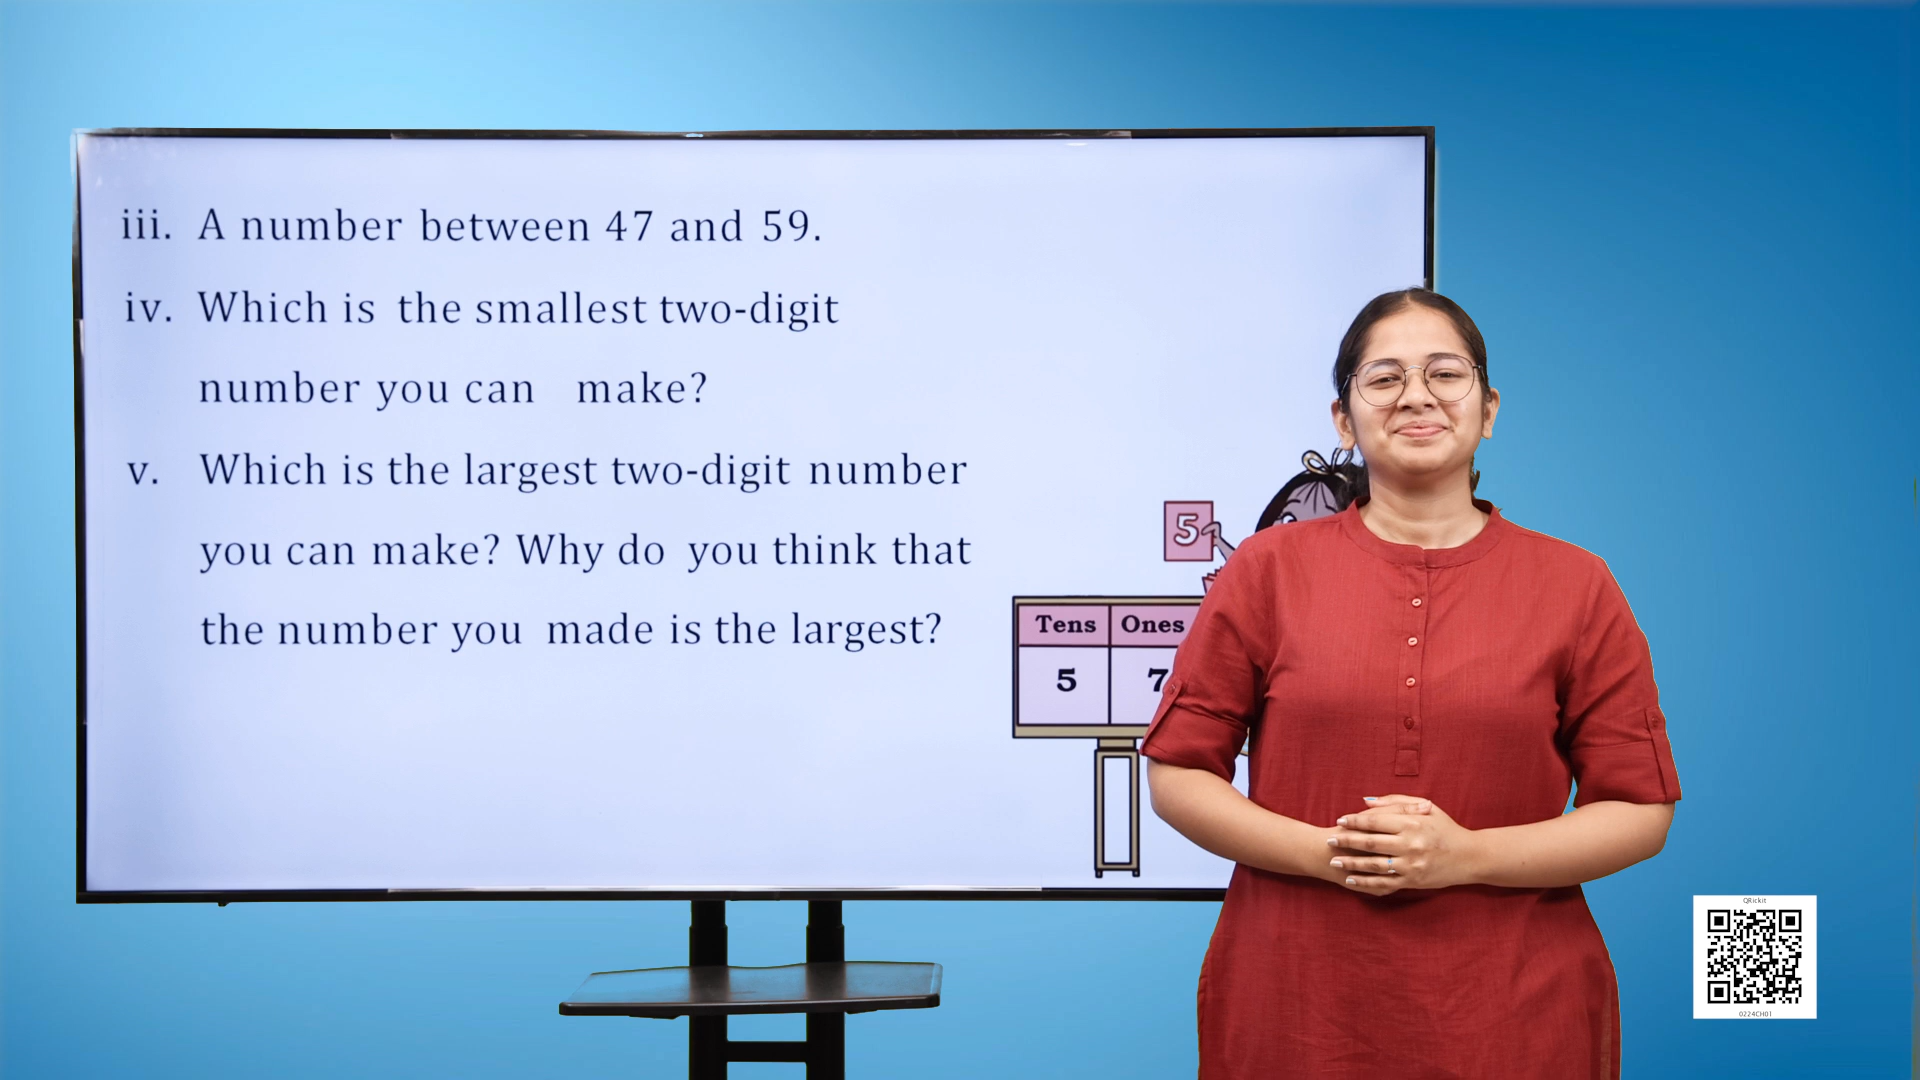 iii. A number between 47 and 59.
iv. Which is the smallest two-digit
number you can make?
v. Which is the largest two-digit number
you can make? Why do you think that
the number you made is the largest?
5
Tens Ones
5 7
QRickit
0224CH01